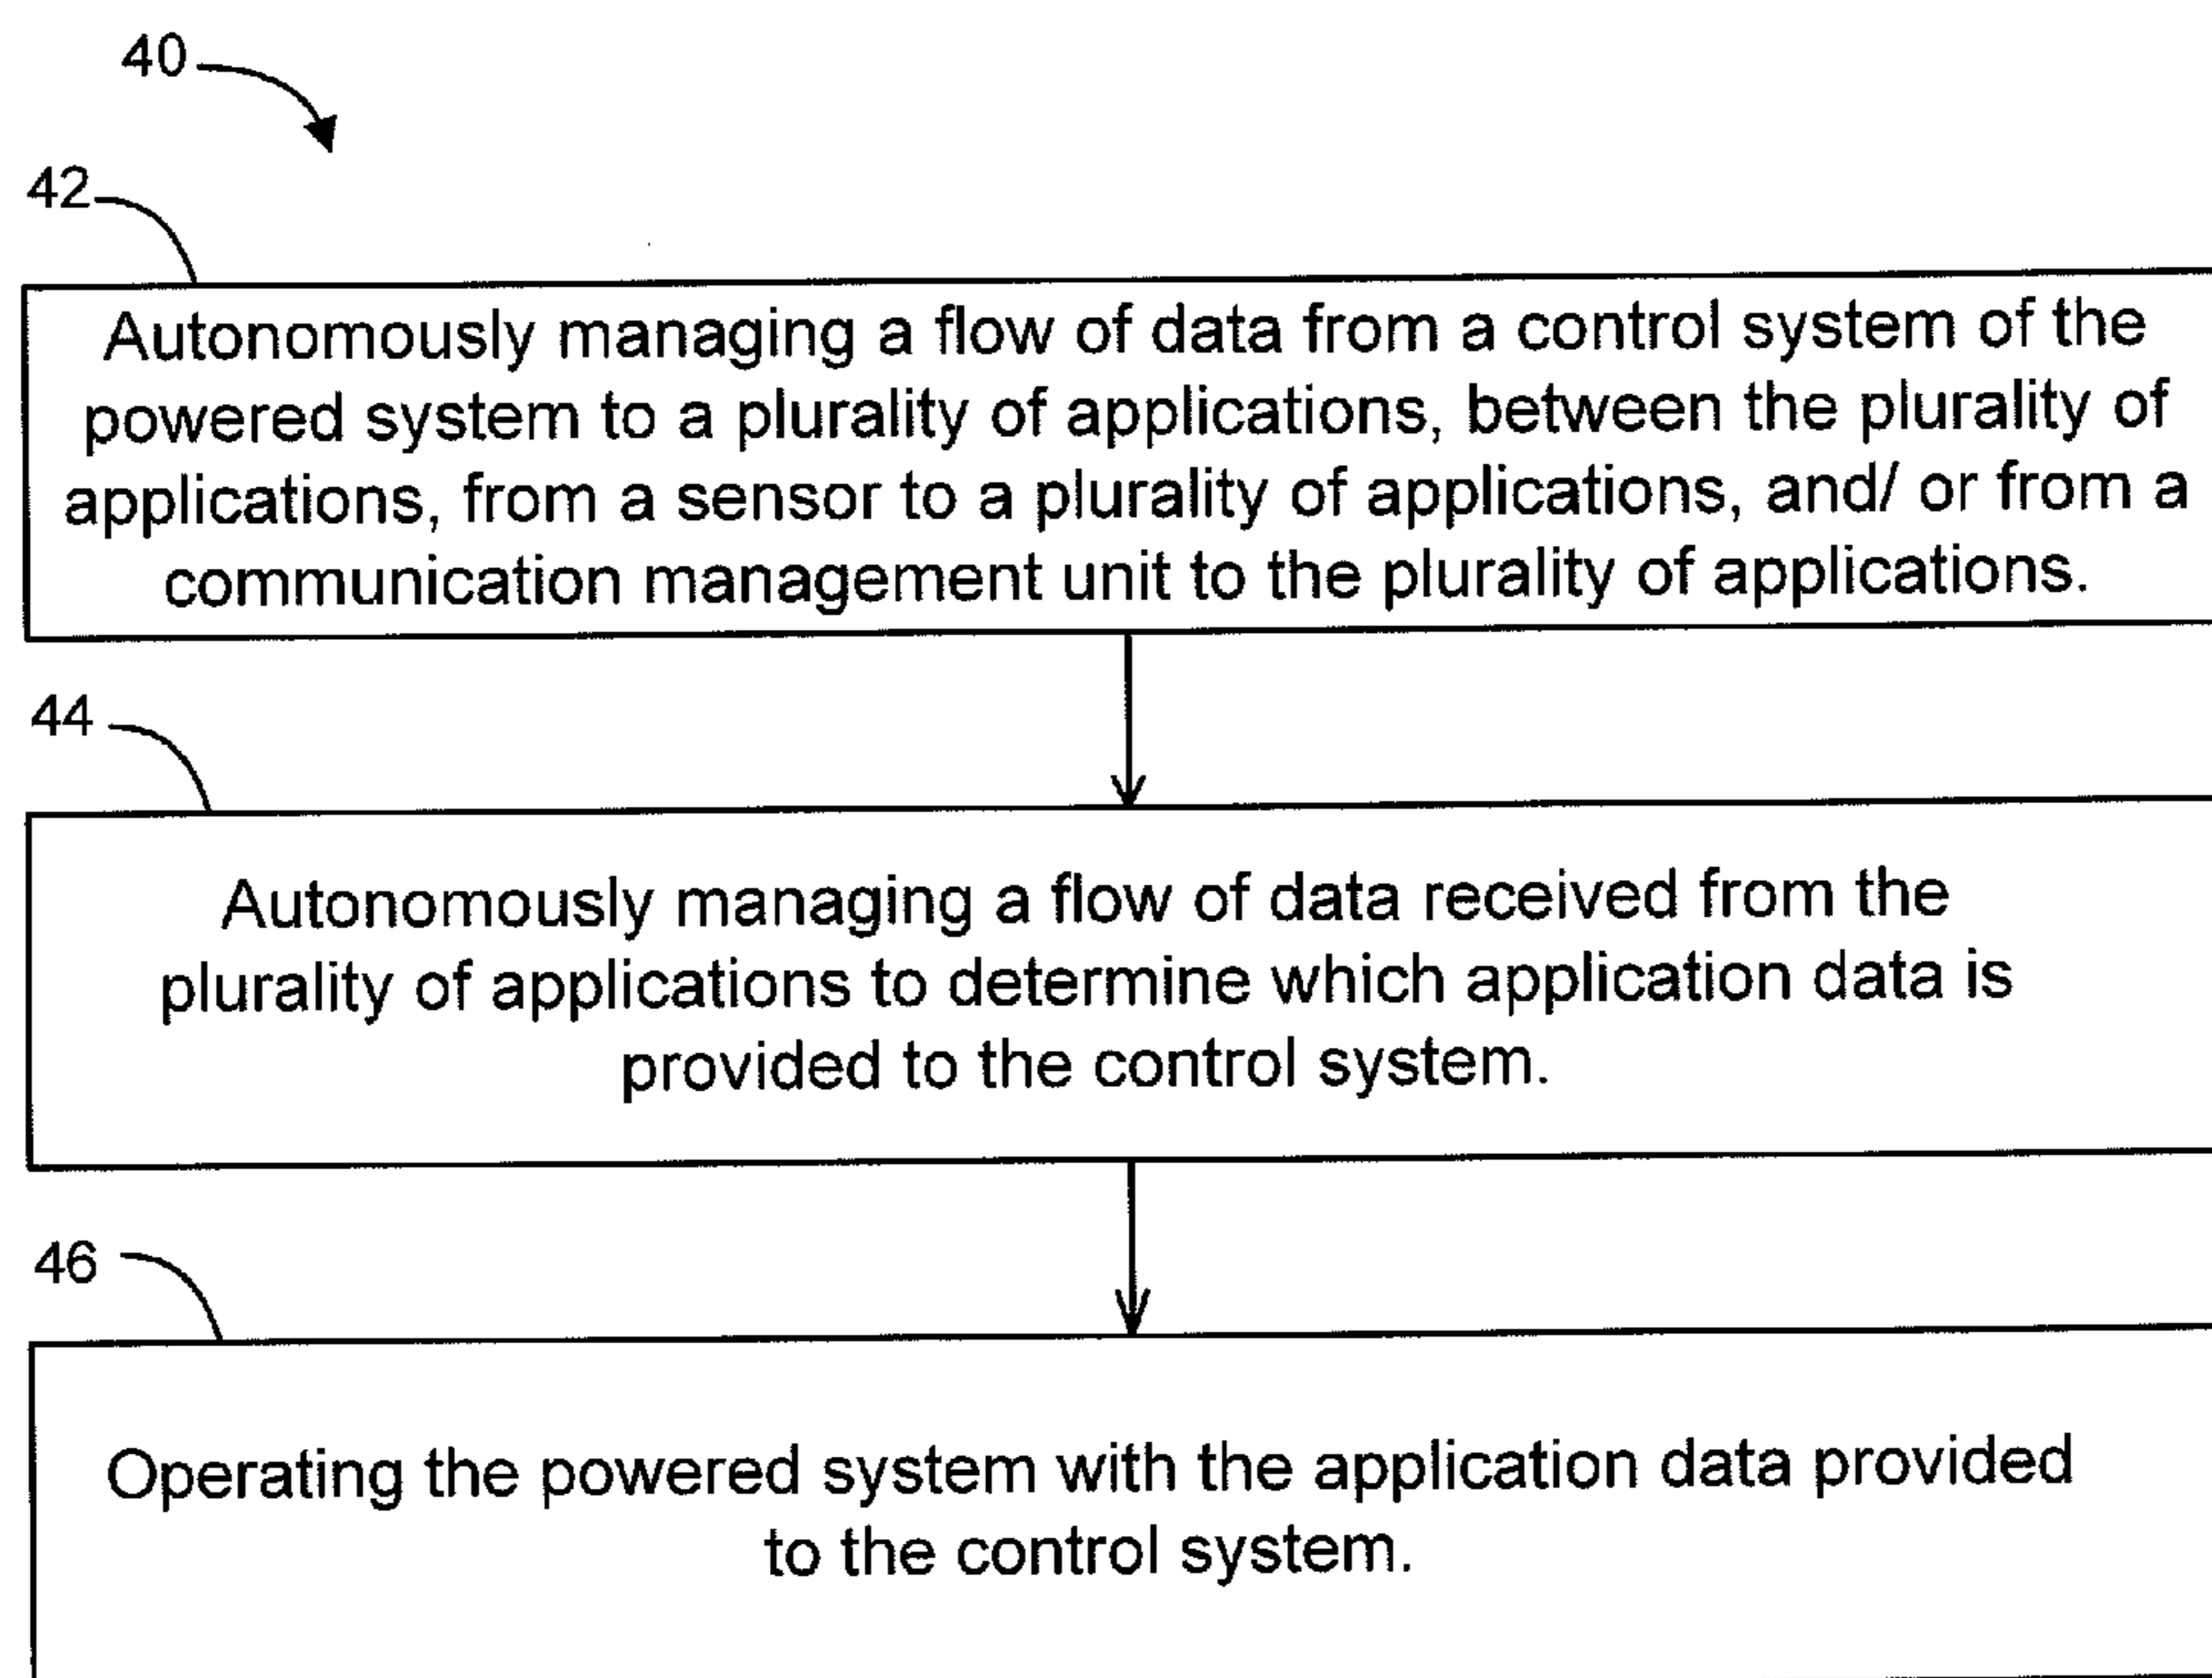 40
42
Autonomously managing a flow of data from a control system of the
powered system to a plurality of applications, between the plurality of
applications, from a sensor to a plurality of applications, and/ or from a
communication management unit to the plurality of applications.
44
Autonomously managing a flow of data received from the
plurality of applications to determine which application data is
provided to the control system.
46
Operating the powered system with the application data provided
to the control system.